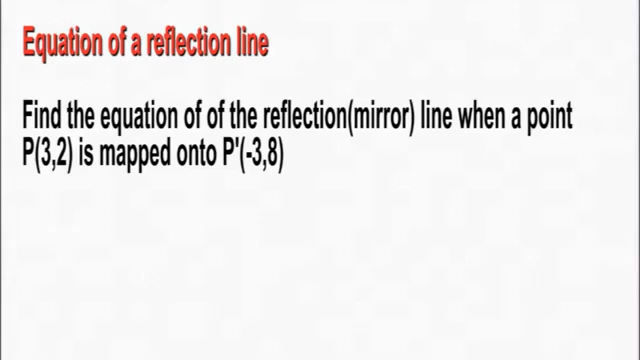 Equation of a reflection line
Find the equation of of the reflection(mirror) line when a point
P(3,2) is mapped onto P'(-3,8)